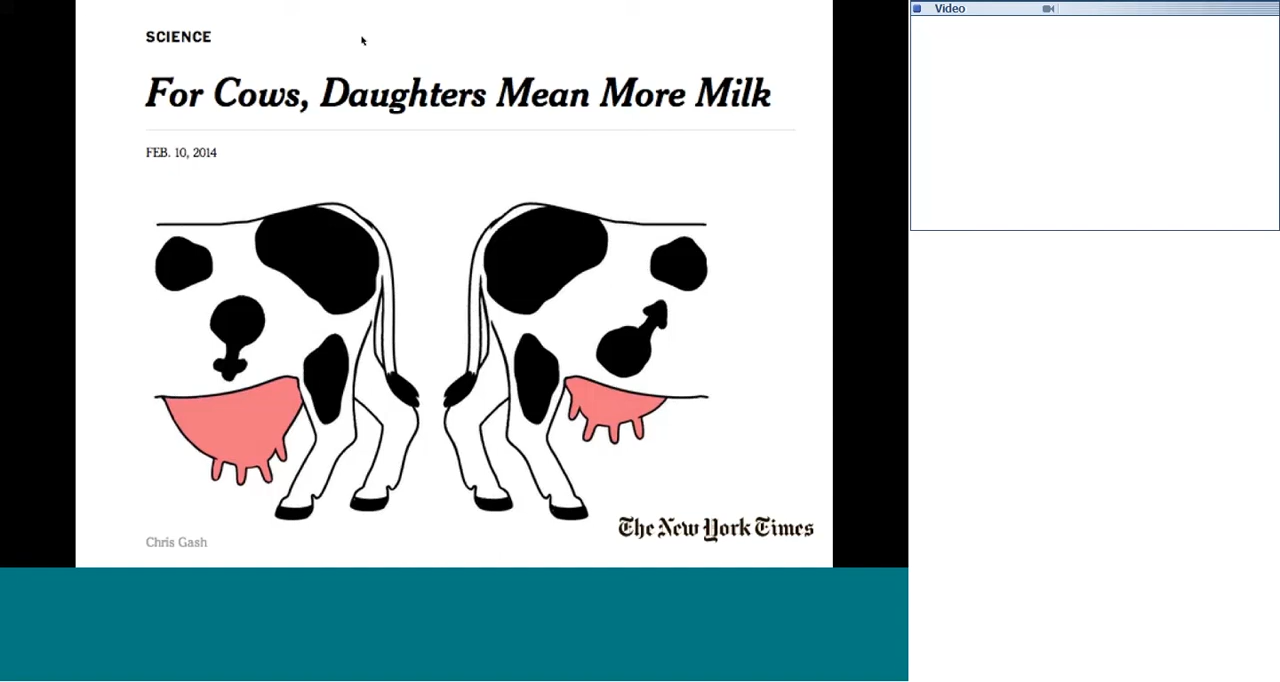 Video
SCIENCE
For Cows, Daughters Mean More Milk
FEB. 10, 2014
The New York Times
Chris Gash